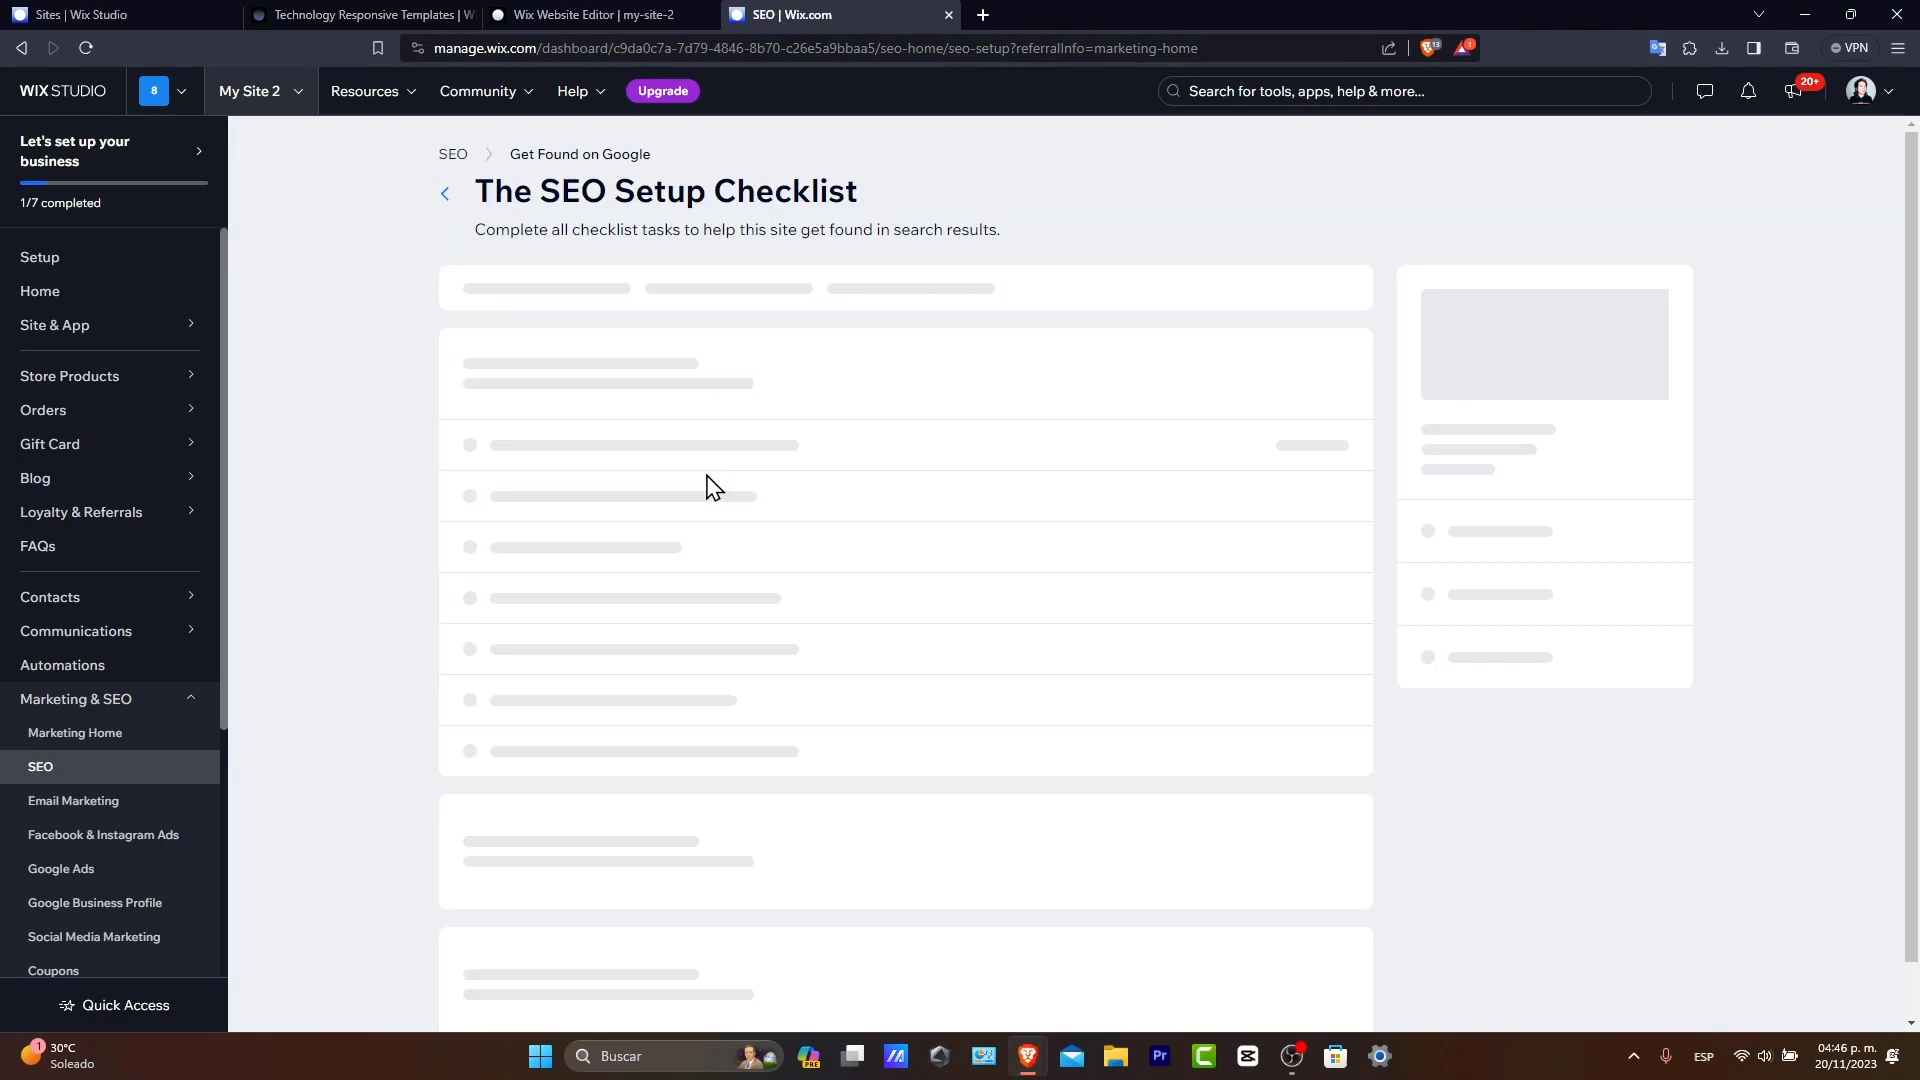 Sites | Wix Studio
Technology Responsive Templates | W
Wix Website Editor | my-site-2
SEO | Wix.com
manage.wix.com/dashboard/c9da0c7a-7d79-4846-8b70-c26e5a9bbaa5/seo-home/seo-setup?referralInfo=marketing-home
13
1
VPN
WIX STUDIO
8
My Site 2
Resources
Community
Help
Upgrade
Search for tools, apps, help & more...
20+
Let's set up your
business
1/7 completed
Setup
Home
Site & App
Store Products
Orders
Gift Card
Blog
Loyalty & Referrals
FAQs
Contacts
Communications
Automations
Marketing & SEO
Marketing Home
SEO
Email Marketing
Facebook & Instagram Ads
Google Ads
Google Business Profile
Social Media Marketing
Coupons
Quick Access
SEO
Get Found on Google
The SEO Setup Checklist
Complete all checklist tasks to help this site get found in search results.
1
30°C
Soleado
Buscar
PRE
Pr
ESP
04:46 p. m.
20/11/2023